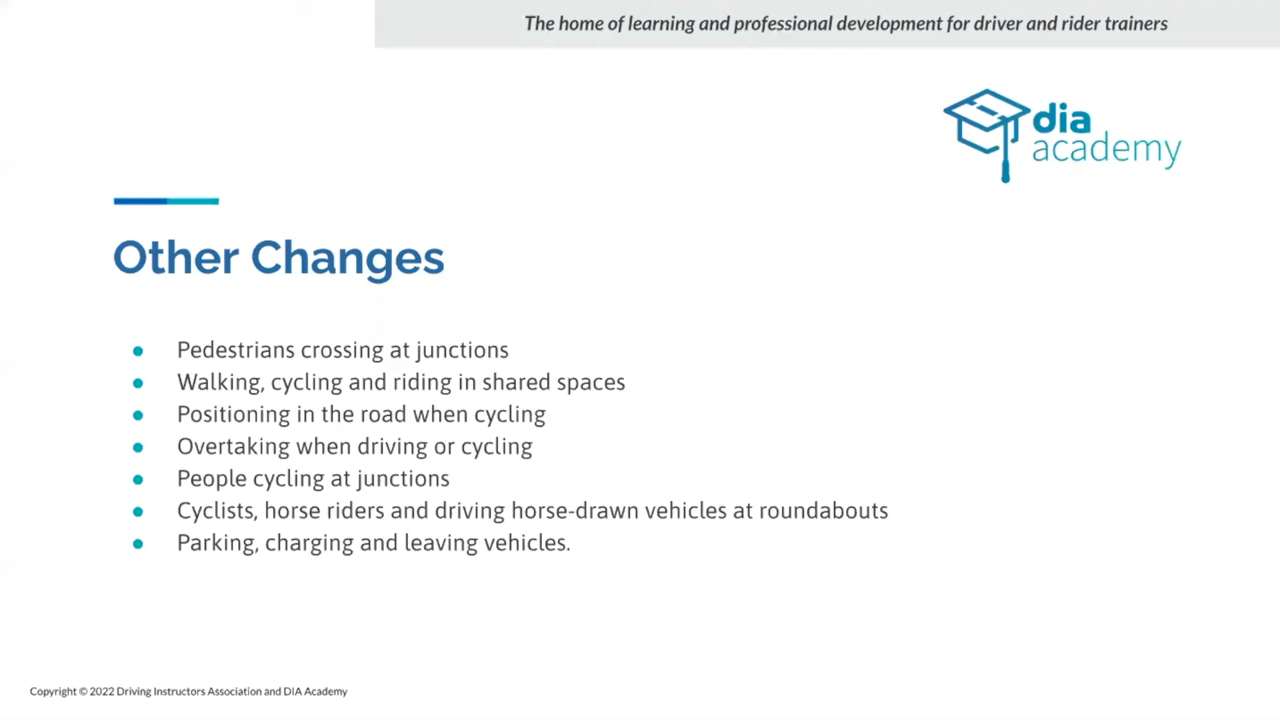 The home of learning and professional development for driver and rider trainers
dia
academy
Other Changes
● Pedestrians crossing at junctions
● Walking, cycling and riding in shared spaces
● Positioning in the road when cycling
● Overtaking when driving or cycling
● People cycling at junctions
● Cyclists, horse riders and driving horse-drawn vehicles at roundabouts
● Parking, charging and leaving vehicles.
Copyright © 2022 Driving Instructors Association and DIA Academy